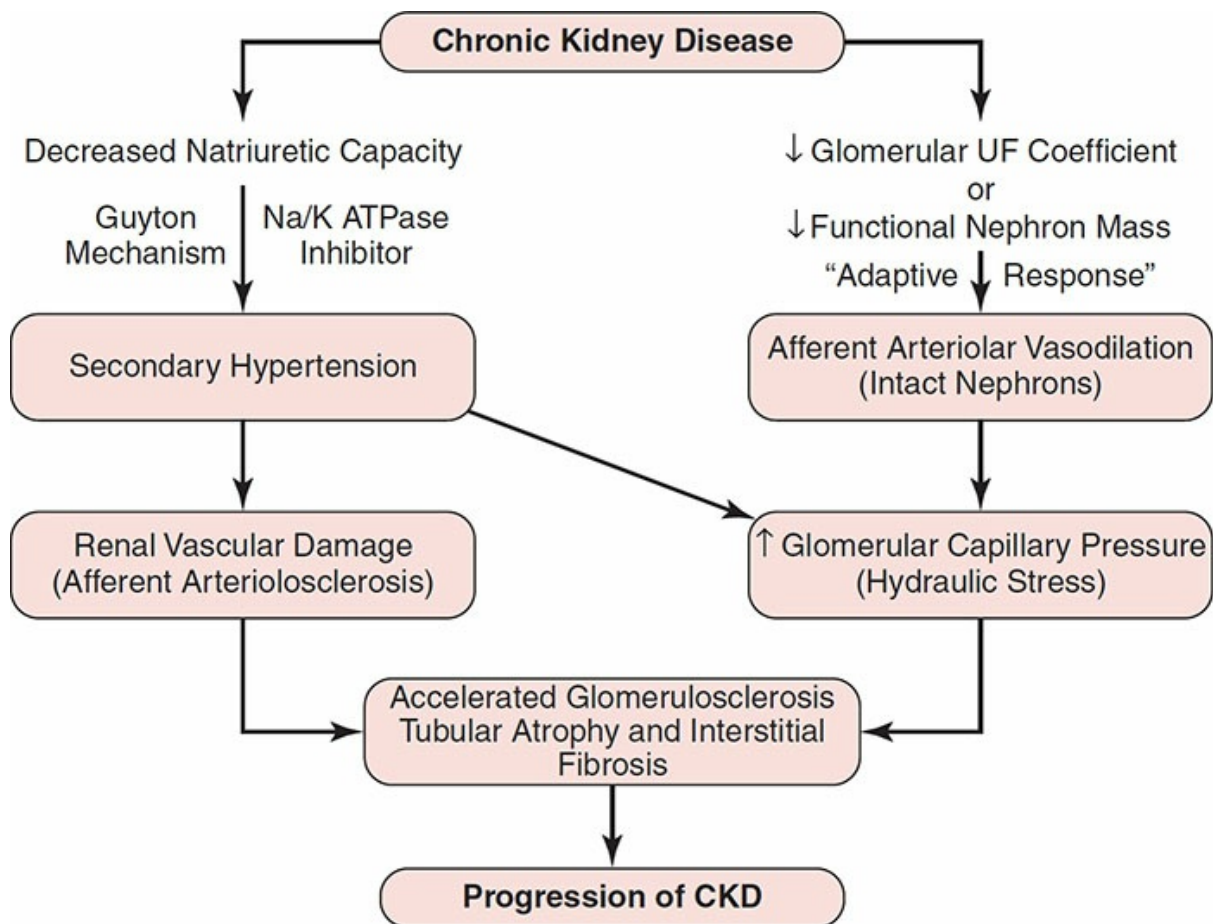 Chronic Kidney Disease
Decreased Natriuretic Capacity
Guyton
Mechanism
Na/K ATPase
Inhibitor
Secondary Hypertension
Renal Vascular Damage
(Afferent Arteriolosclerosis)
↓ Glomerular UF Coefficient
or
↓ Functional Nephron Mass
“Adaptive Response”
Afferent Arteriolar Vasodilation
(Intact Nephrons)
↑ Glomerular Capillary Pressure
(Hydraulic Stress)
Accelerated Glomerulosclerosis
Tubular Atrophy and Interstitial
Fibrosis
Progression of CKD